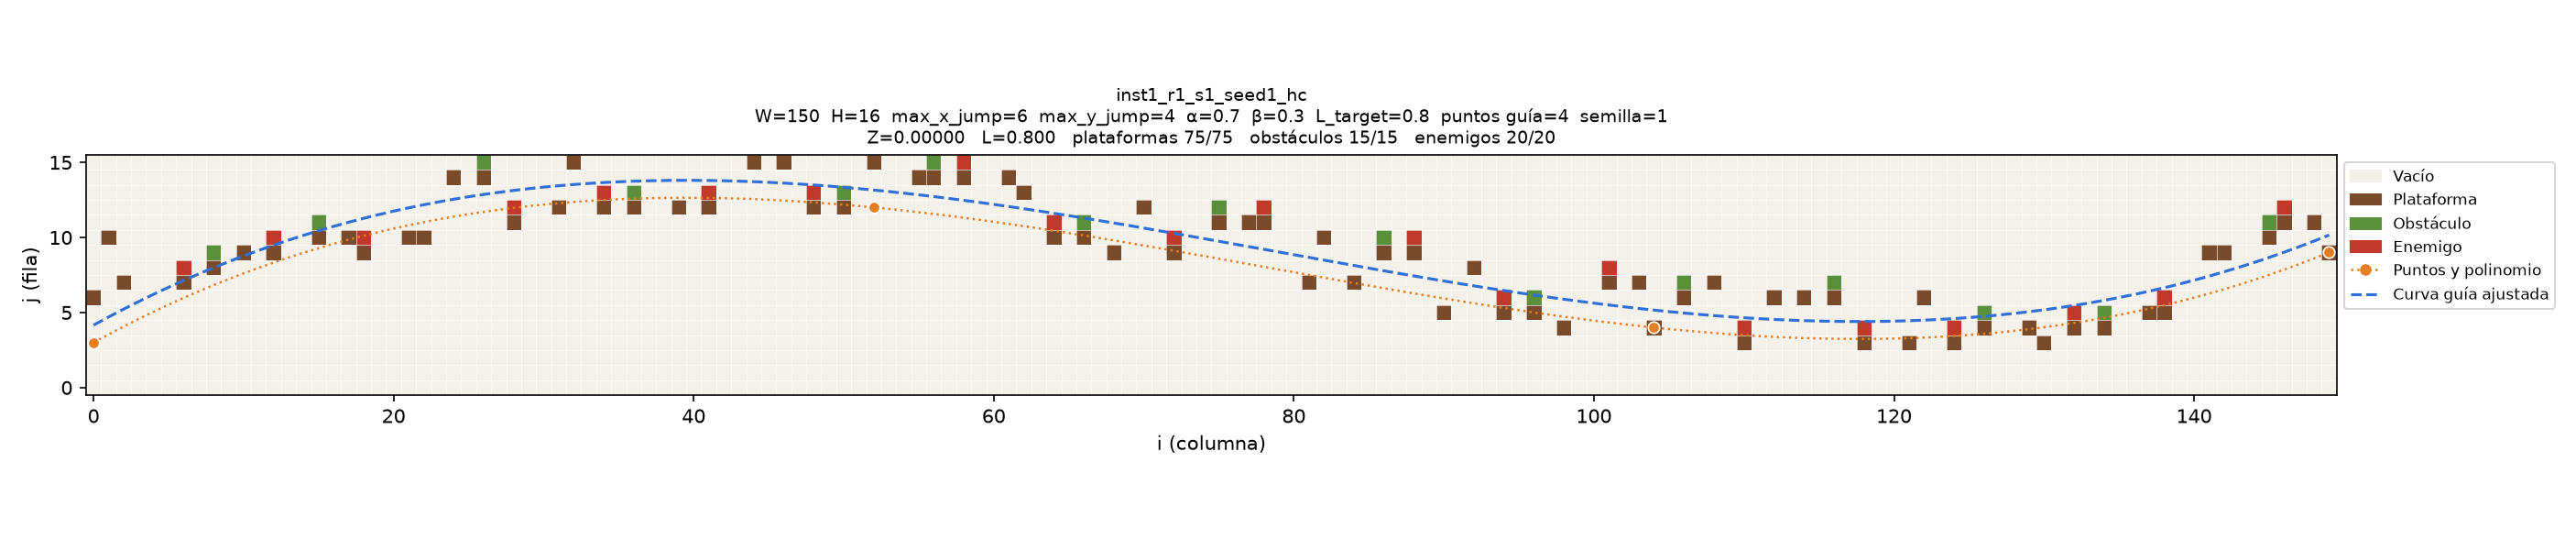 inst1_r1_s1_seed1_hc
W=150  H=16  max_x_jump=6  max_y_jump=4  α=0.7  β=0.3  L_target=0.8  puntos guía=4  semilla=1
Z=0.00000  L=0.800  plataformas 75/75  obstáculos 15/15  enemigos 20/20
15
10
5
0
j (fila)
0 20 40 60 80 100 120 140
i (columna)
Vacío
Plataforma
Obstáculo
Enemigo
Puntos y polinomio
Curva guía ajustada